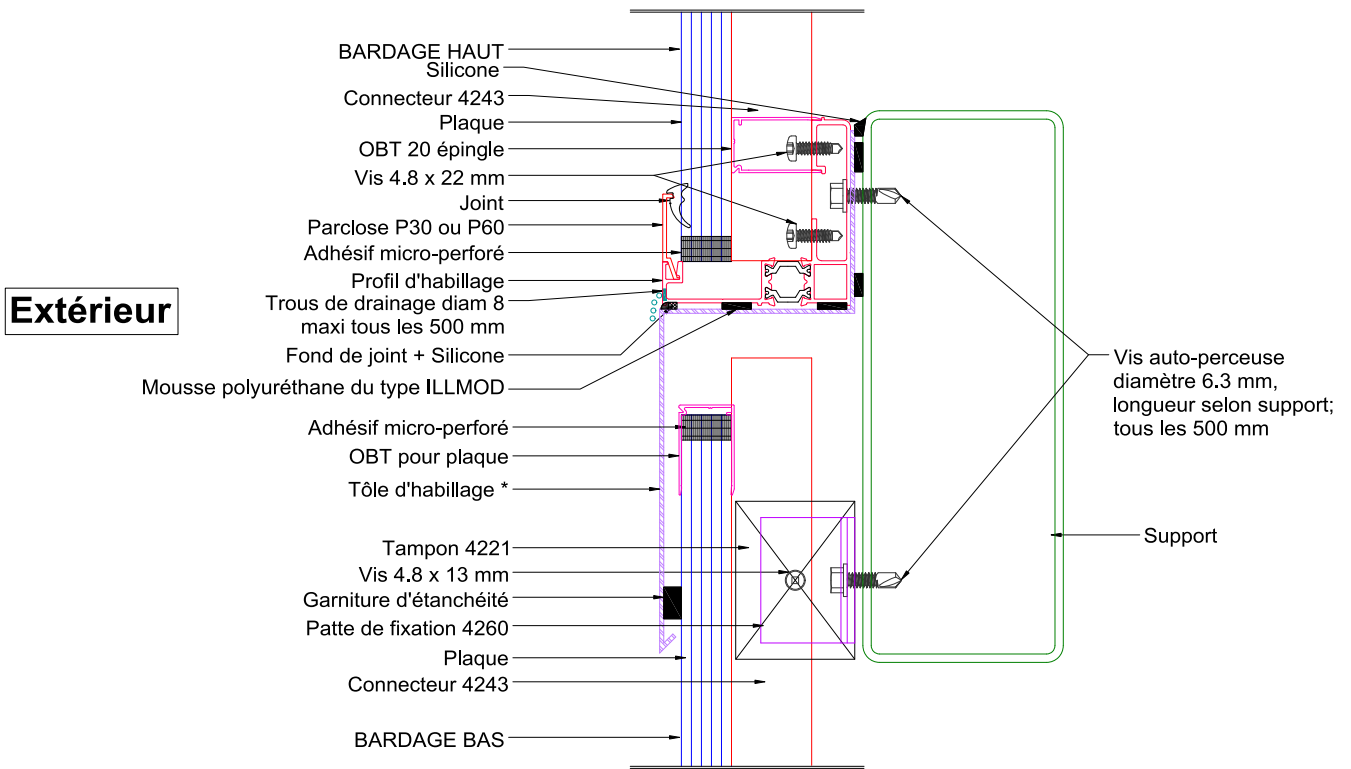 BARDAGE HAUT
Silicone
Connecteur 4243
Plaque
OBT 20 épingle
Vis 4.8 x 22 mm
Joint
Parclose P30 ou P60
Adhésif micro-perforé
Profil d'habillage
Trous de drainage diam 8
maxi tous les 500 mm
Fond de joint + Silicone
Mousse polyuréthane du type ILLMOD
Adhésif micro-perforé
OBT pour plaque
Tôle d'habillage *
Tampon 4221
Vis 4.8 x 13 mm
Garniture d'étanchéité
Patte de fixation 4260
Plaque
Connecteur 4243
BARDAGE BAS
Extérieur
Vis auto-perceuse
diamètre 6.3 mm,
longueur selon support;
tous les 500 mm
Support